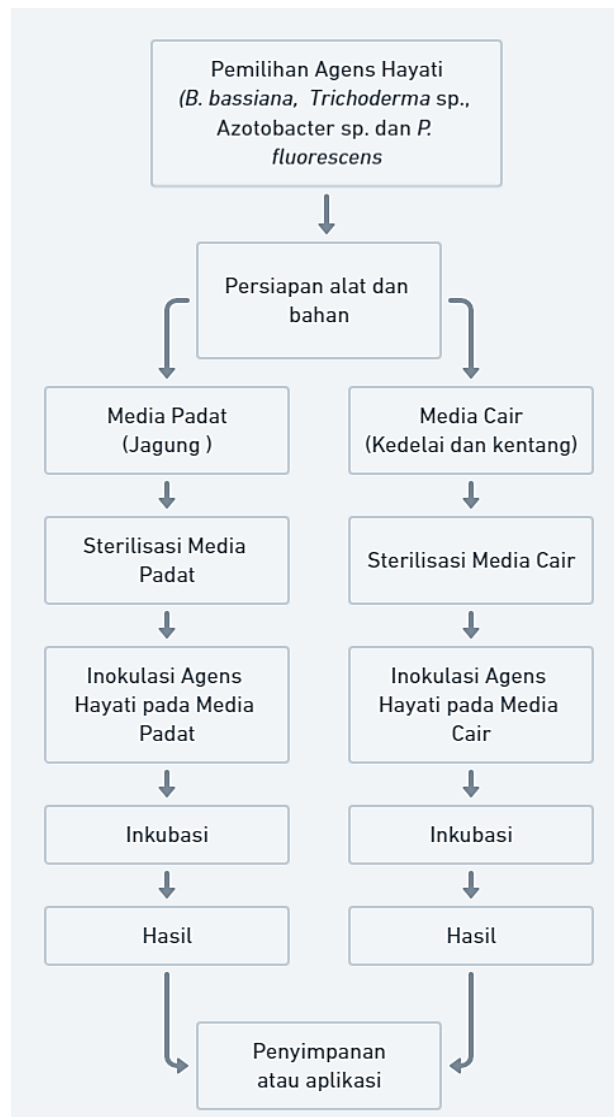 Pemilihan Agens Hayati
(B. bassiana, Trichoderma sp.,
Azotobacter sp. dan P.
fluorescens
Persiapan alat dan
bahan
Media Padat
(Jagung )
Sterilisasi Media
Padat
Inokulasi Agens
Hayati pada Media
Padat
Inkubasi
Hasil
Media Cair
(Kedelai dan kentang)
Sterilisasi Media Cair
Inokulasi Agens
Hayati pada Media
Cair
Inkubasi
Hasil
Penyimpanan
atau aplikasi